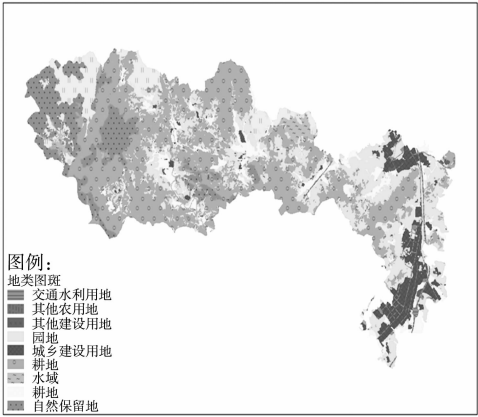 图例：
地类图斑
交通水利用地
其他农用地
其他建设用地
园地
城乡建设用地
耕地
水域
耕地
自然保留地